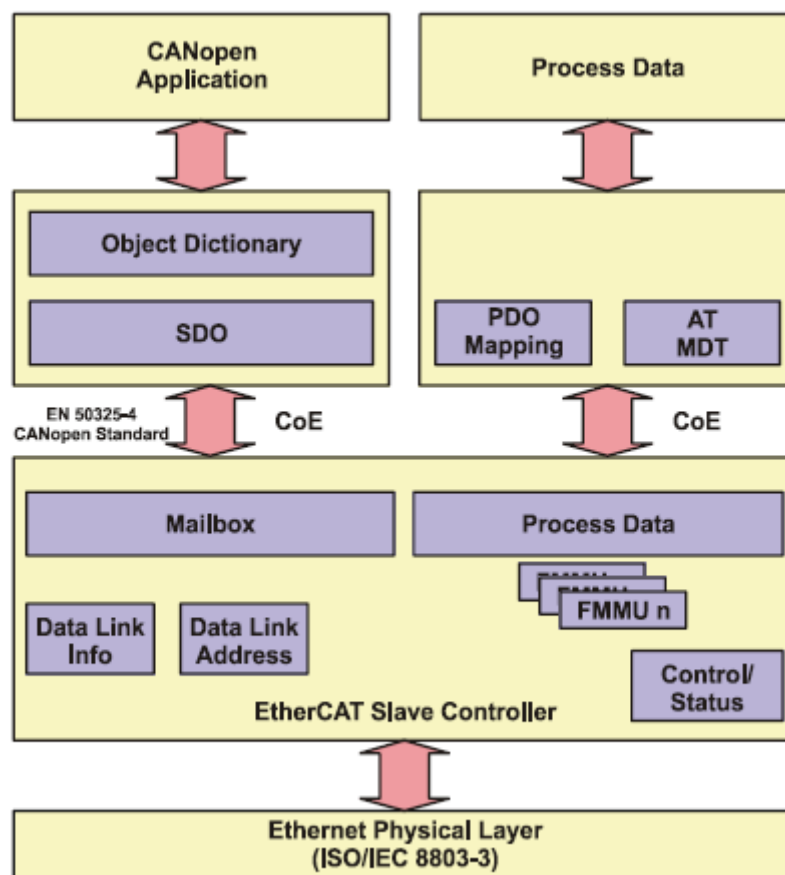 CANopen
Application
Process Data
Object Dictionary
SDO
PDO
Mapping
AT
MDT
EN 50325-4
CANopen Standard
CoE
CoE
Mailbox
Process Data
FMMU
FMMU
FMMU n
Data Link
Info
Data Link
Address
Control/
Status
EtherCAT Slave Controller
Ethernet Physical Layer
(ISO/IEC 8803-3)